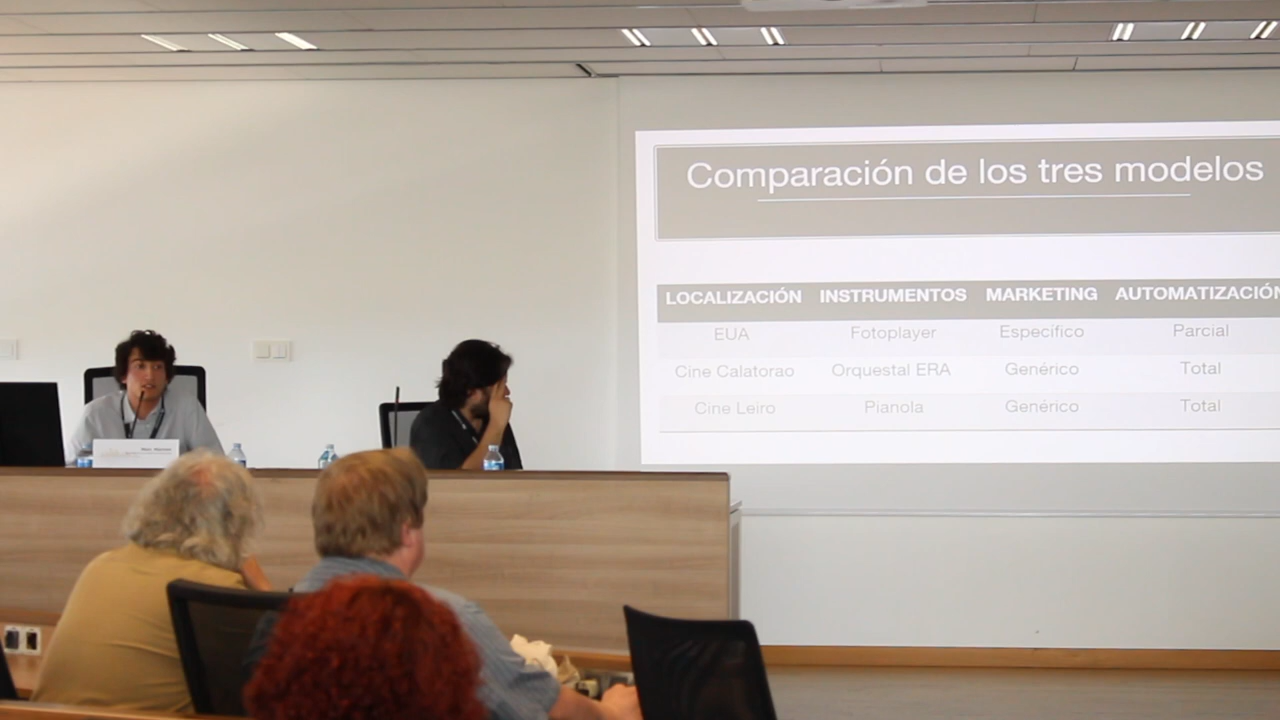 Comparación de los tres modelos
LOCALIZACIÓN INSTRUMENTOS MARKETING AUTOMATIZACIÓN
EUA Fotoplayer Específico Parcial
Cine Calatorao Orquestal ERA Genérico Total
Cine Leiro Pianola Genérico Total